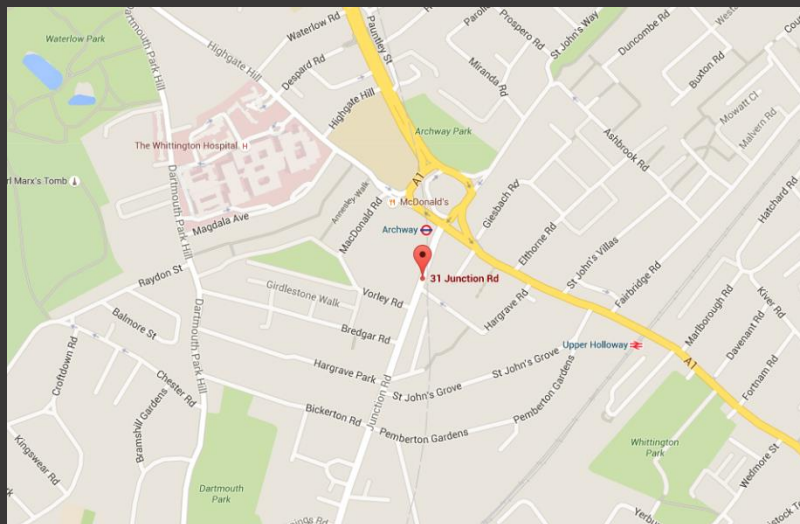 Waterlow Park
Dartmouth Park Hill
Highgate Hill
Waterlow Rd
Despard Rd
Pauntley St
Prospero Rd
St John's Way
Duncombe Rd
Buxton Rd
Miranda Rd
Mowatt Cl
Malvern Rd
Highgate Hill
Archway Park
Ashbrook Rd
The Whittington Hospital H
rl Marx's Tomb
Dartmouth Park Hill
Magdala Ave
Annesley Walk
MacDonald Rd
A1
McDonald's
Archway
Giesbach Rd
Elthorne Rd
Hatchard Rd
31 Junction Rd
St John's Villas
Fairbridge Rd
Raydon St
Girdlestone Walk
Vorley Rd
Hargrave Rd
Marlborough Rd
Kiver Rd
Davenant Rd
Balmore St
Bredgar Rd
Upper Holloway
A1
Fortnam Rd
Croftdown Rd
Dartmouth Park Hill
Hargrave Park
St John's Grove
St John's Grove
Chester Rd
Bramshill Gardens
Junction Rd
Bickerton Rd
Pemberton Gardens
Pemberton Gardens
Kingswear Rd
Whittington Park
Wedmore St
Dartmouth Park